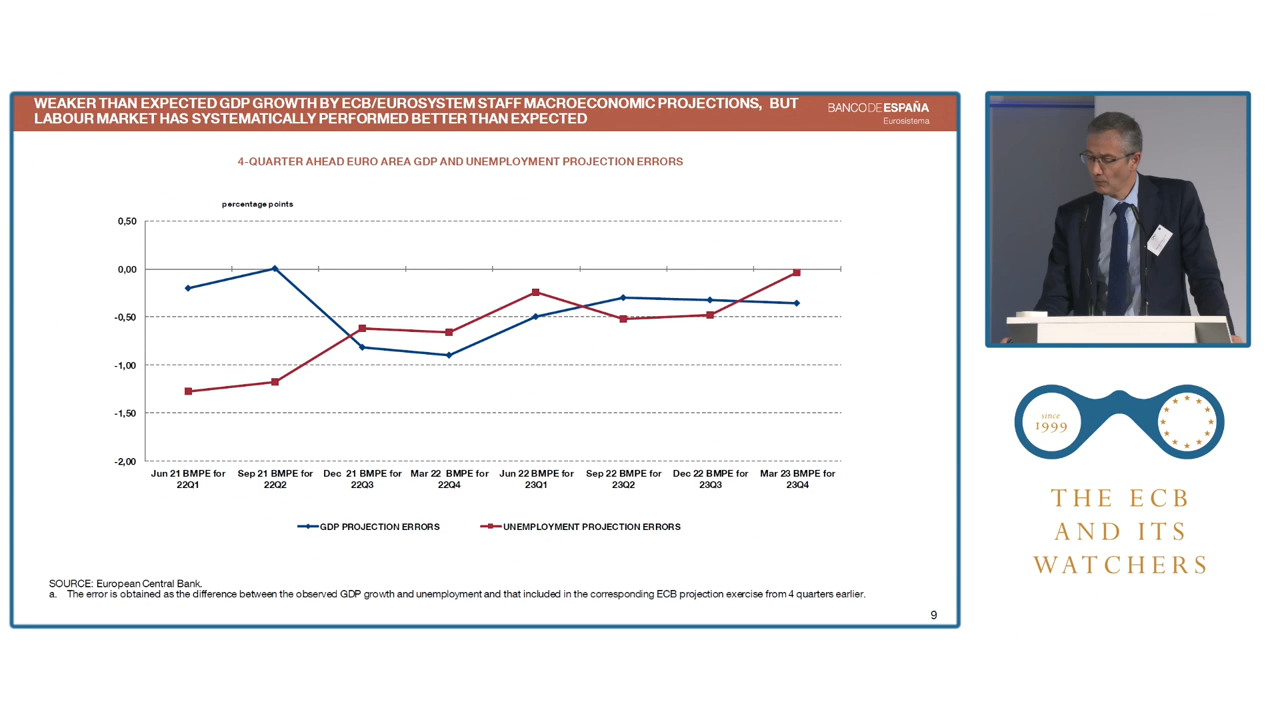 WEAKER THAN EXPECTED GDP GROWTH BY ECB/EUROSYSTEM STAFF MACROECONOMIC PROJECTIONS, BUT
LABOUR MARKET HAS SYSTEMATICALLY PERFORMED BETTER THAN EXPECTED
BANCO DE ESPAÑA
Eurosistema
4-QUARTER AHEAD EURO AREA GDP AND UNEMPLOYMENT PROJECTION ERRORS
percentage points
0,50
0,00
-0,50
-1,00
-1,50
-2,00
Jun 21 BMPE for
22Q1
Sep 21 BMPE for
22Q2
Dec 21 BMPE for
22Q3
Mar 22 BMPE for
22Q4
Jun 22 BMPE for
23Q1
Sep 22 BMPE for
23Q2
Dec 22 BMPE for
23Q3
Mar 23 BMPE for
23Q4
GDP PROJECTION ERRORS
UNEMPLOYMENT PROJECTION ERRORS
SOURCE: European Central Bank.
a. The error is obtained as the difference between the observed GDP growth and unemployment and that included in the corresponding ECB projection exercise from 4 quarters earlier.
9
since
1999
THE ECB
AND ITS
WATCHERS